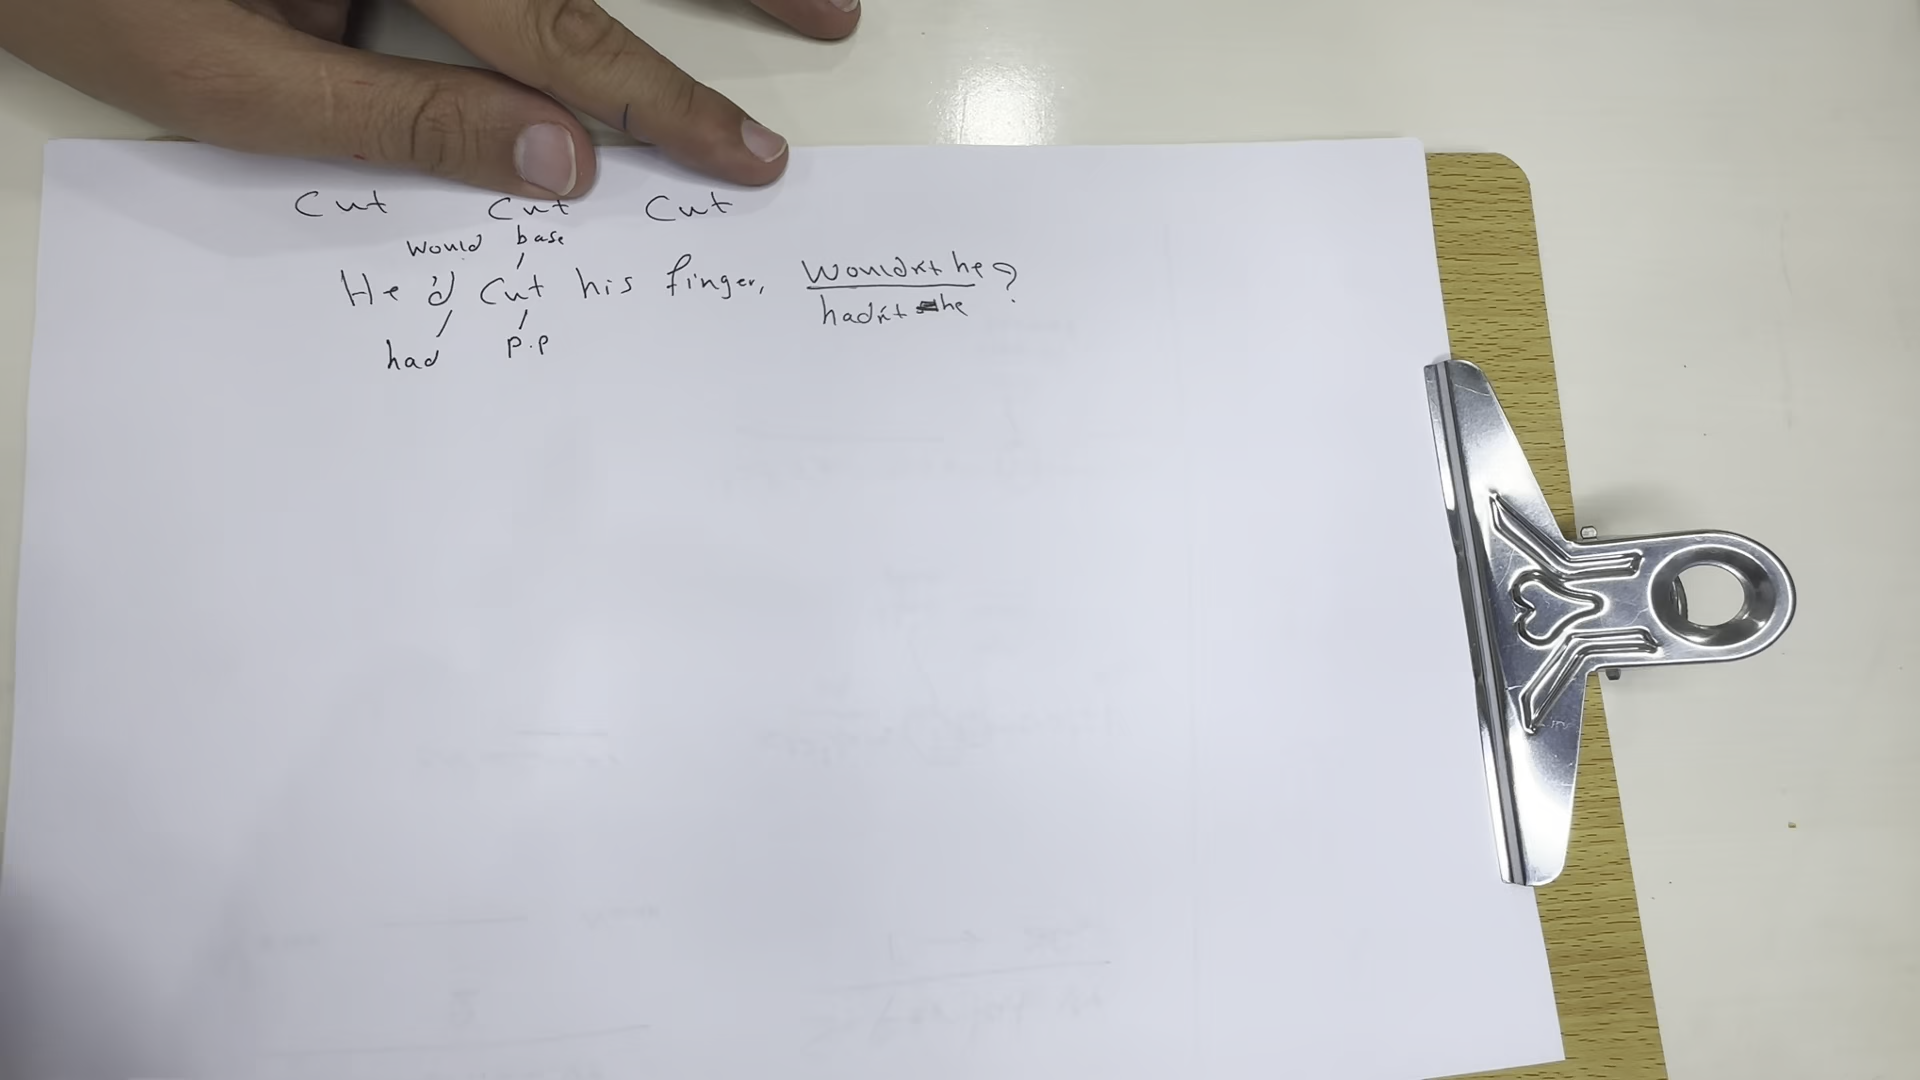 Cut Cut Cut
would base
He'd Cut his finger, Wouldn't he?
hadn't he
had P.P